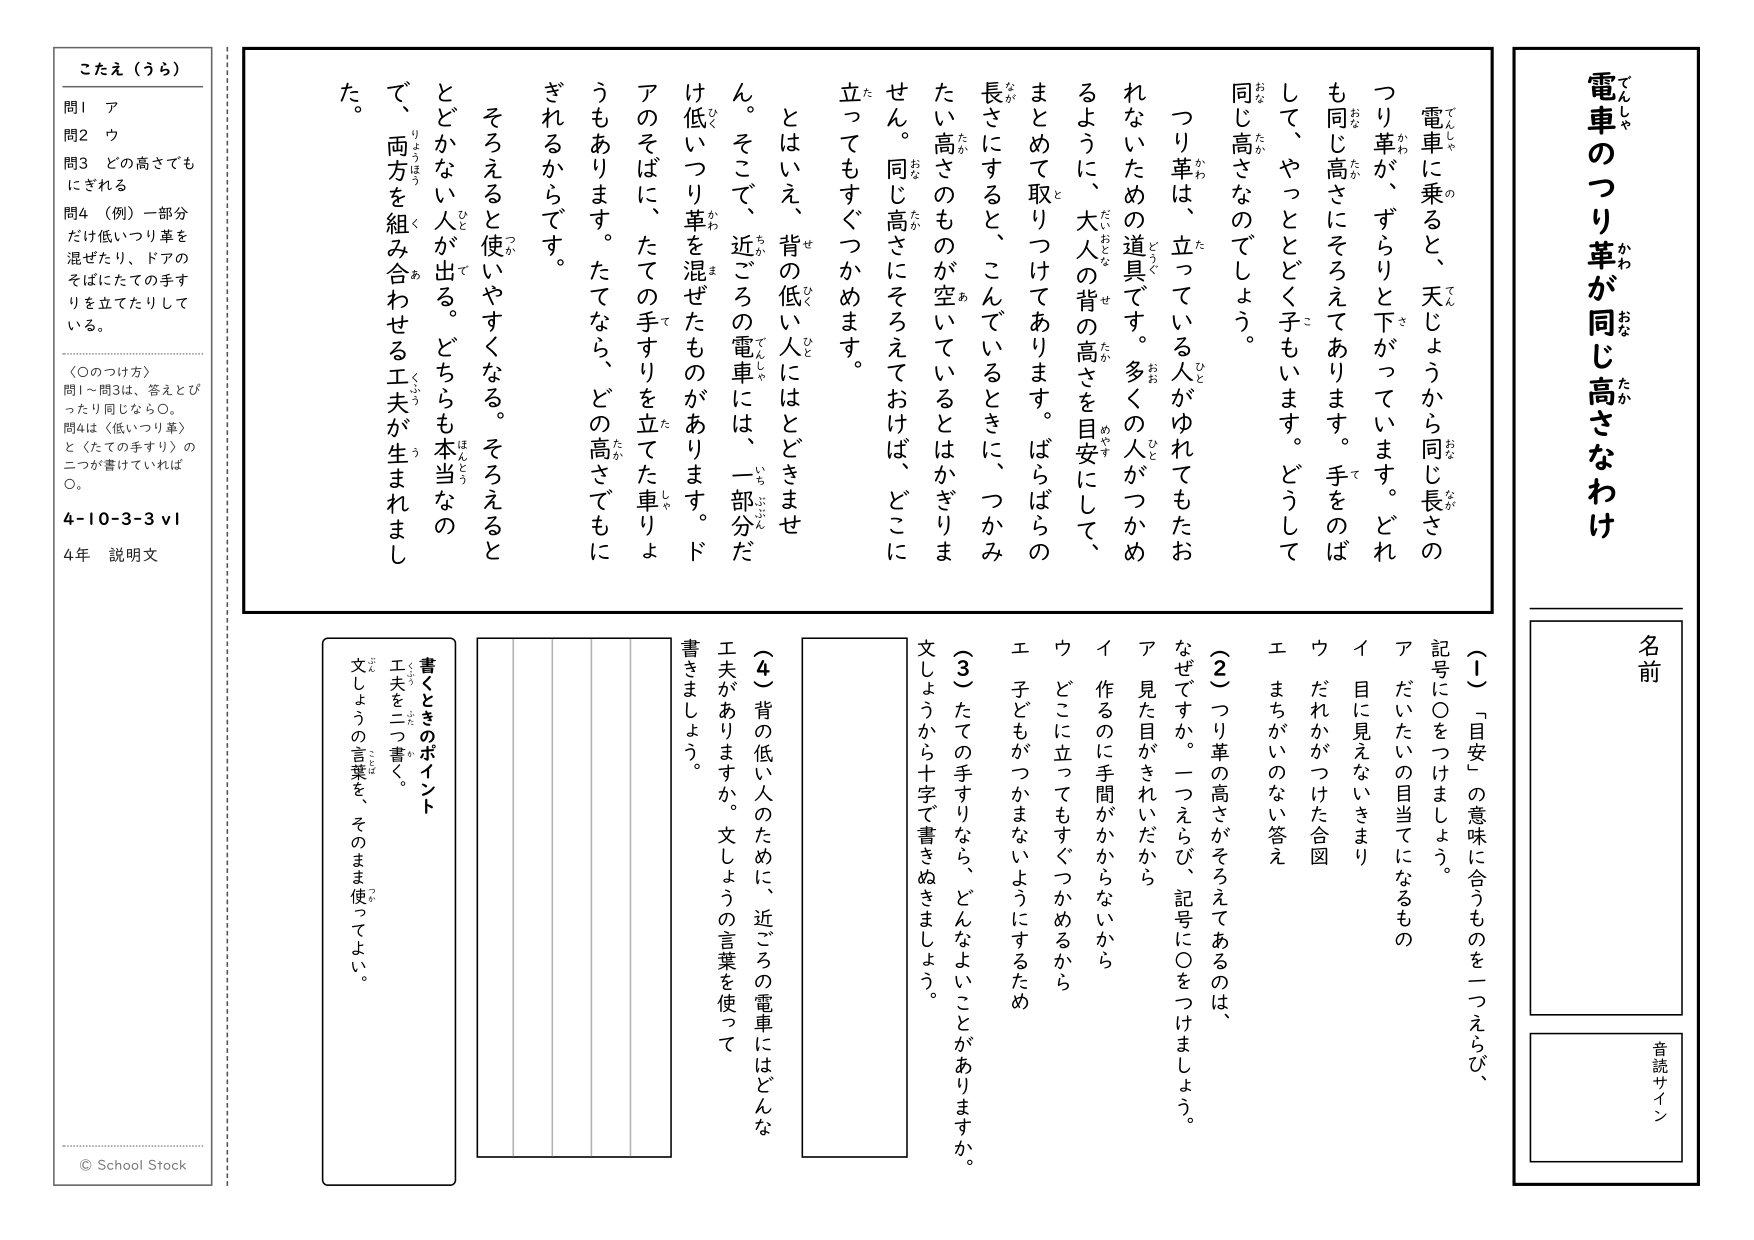 電車のつり革が同じ高さなわけ
名前
音読サイン
電車に乗ると、天じょうから同じ長さの
つり革が、ずらりと下がっています。どれ
も同じ高さにそろえてあります。手をのば
して、やっととどく子もいます。どうして
同じ高さなのでしょう。
つり革は、立っている人がゆれてもたお
れないための道具です。多くの人がつかめ
るように、大人の背の高さを目安にして、
まとめて取りつけてあります。ばらばらの
長さにすると、こんでいるときに、つかみ
たい高さのものが空いているとはかぎりま
せん。同じ高さにそろえておけば、どこに
立ってもすぐつかめます。
とはいえ、背の低い人にはとどきませ
ん。そこで、近ごろの電車には、一部分だ
け低いつり革を混ぜたものがあります。ド
アのそばに、たての手すりを立てた車りょ
うもあります。たてなら、どの高さでもに
ぎれるからです。
そろえると使いやすくなる。そろえると
とどかない人が出る。どちらも本当なの
で、両方を組み合わせる工夫が生まれまし
た。
(1)「目安」の意味に合うものを一つえらび、
記号に○をつけましょう。
ア　だいたいの目当てになるもの
イ　目に見えないきまり
ウ　だれかがつけた合図
エ　まちがいのない答え
(2)つり革の高さがそろえてあるのは、
なぜですか。一つえらび、記号に○をつけましょう。
ア　見た目がきれいだから
イ　作るのに手間がかからないから
ウ　どこに立ってもすぐつかめるから
エ　子どもがつかまないようにするため
(3)たての手すりなら、どんなよいことがありますか。
文しょうから十字で書きぬきましょう。
(4)背の低い人のために、近ごろの電車にはどんな
工夫がありますか。文しょうの言葉を使って
書きましょう。
書くときのポイント
工夫を二つ書く。
文しょうの言葉を、そのまま使ってよい。
こたえ（うら）
問1　ア
問2　ウ
問3　どの高さでも
にぎれる
問4　（例）一部分
だけ低いつり革を
混ぜたり、ドアの
そばにたての手す
りを立てたりして
いる。
〈○のつけ方〉
問1～問3は、答えとぴ
ったり同じなら○。
問4は〈低いつり革〉
と〈たての手すり〉の
二つが書けていれば
○。
4-10-3-3 v1
4年　説明文
© School Stock